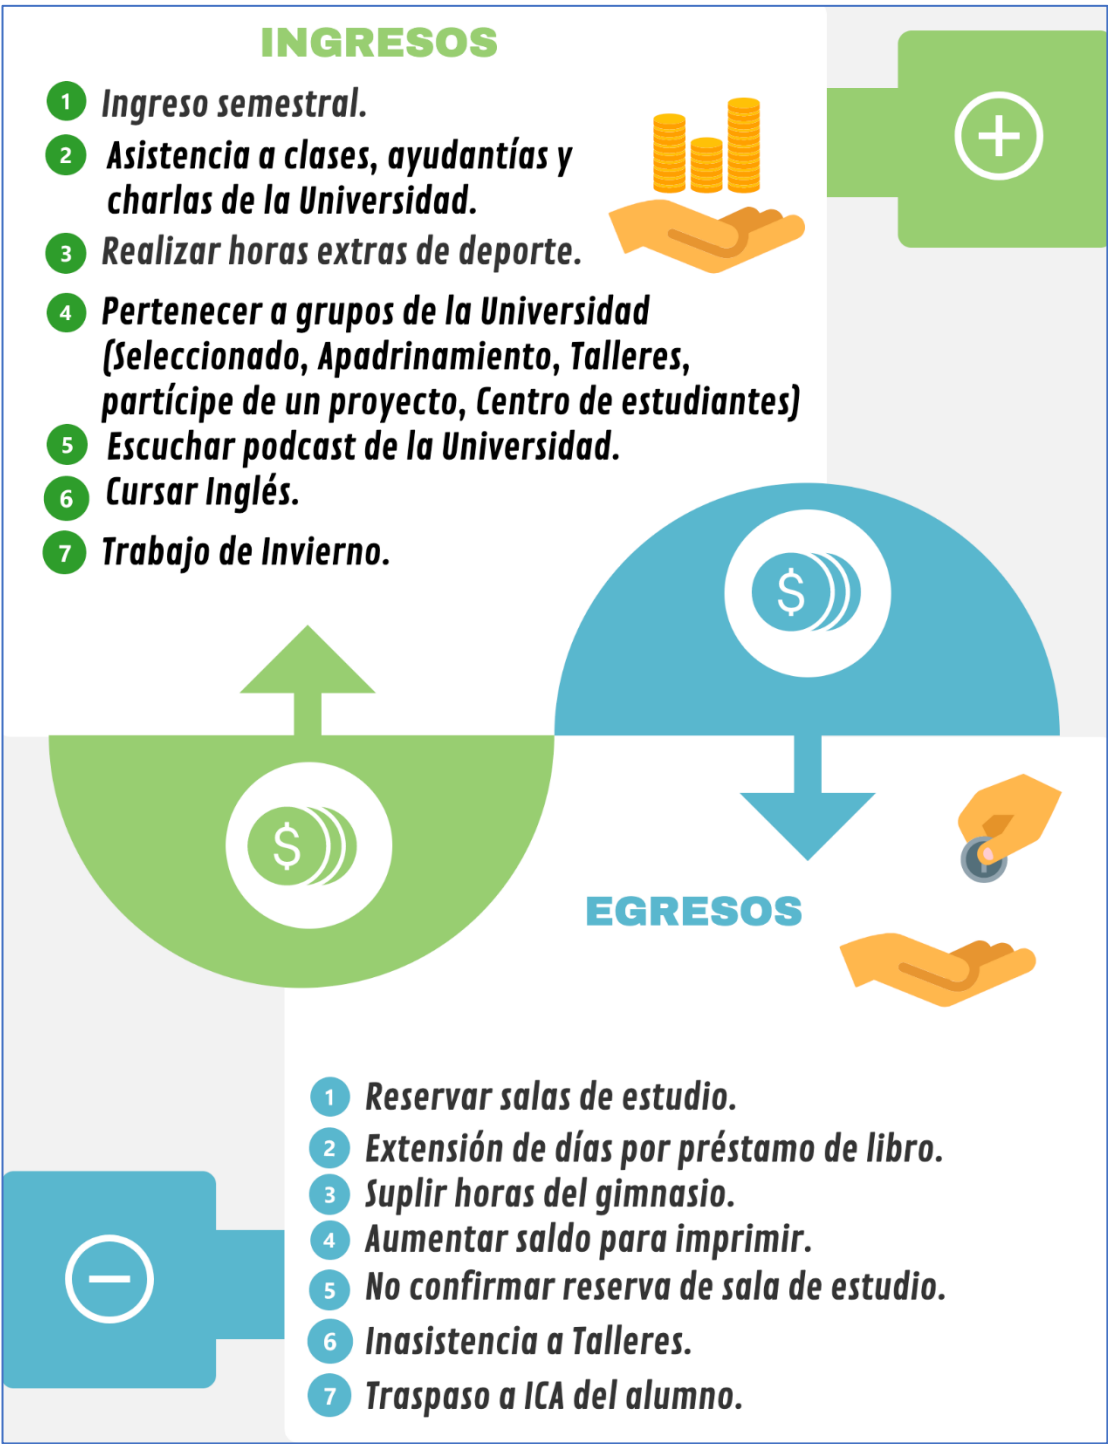 INGRESOS
1 Ingreso semestral.
2 Asistencia a clases, ayudantías y
charlas de la Universidad.
3 Realizar horas extras de deporte.
4 Pertenecer a grupos de la Universidad
(Seleccionado, Apadrinamiento, Talleres,
partícipe de un proyecto, Centro de estudiantes)
5 Escuchar podcast de la Universidad.
6 Cursar Inglés.
7 Trabajo de Invierno.
$
$
EGRESOS
1 Reservar salas de estudio.
2 Extensión de días por préstamo de libro.
3 Suplir horas del gimnasio.
4 Aumentar saldo para imprimir.
5 No confirmar reserva de sala de estudio.
6 Inasistencia a Talleres.
7 Traspaso a ICA del alumno.